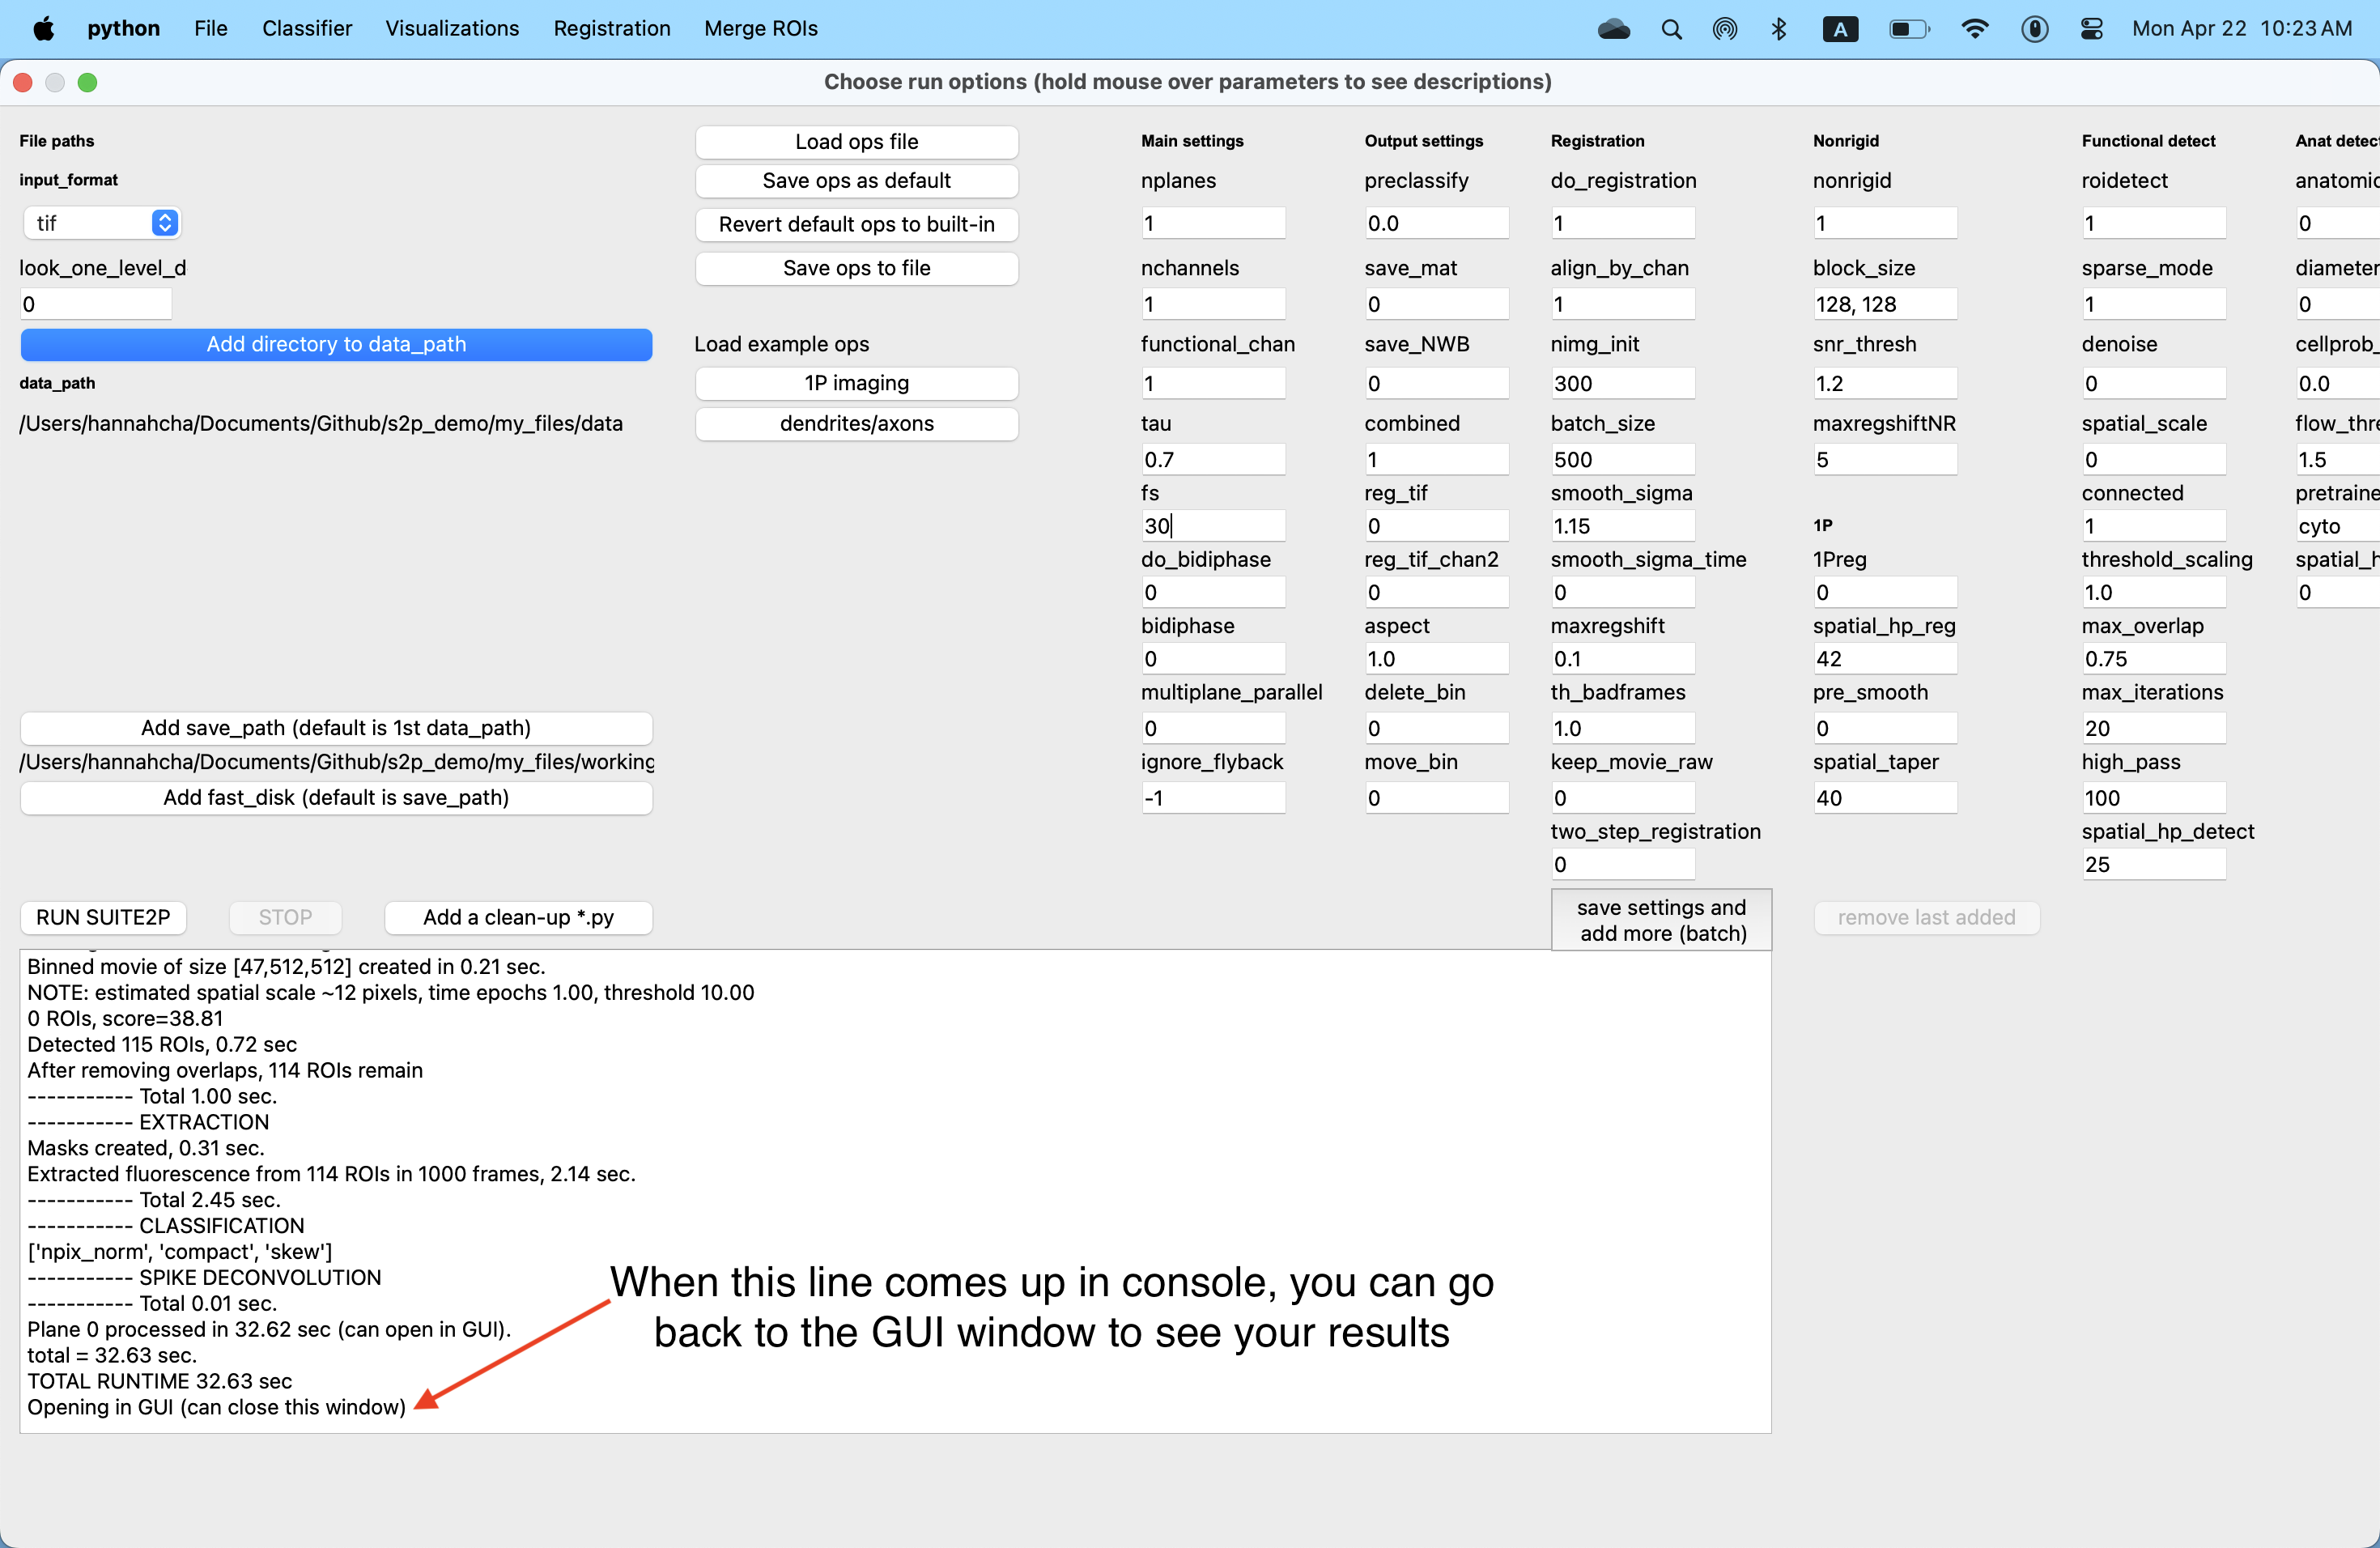 python File Classifier Visualizations Registration Merge ROIs A Mon Apr 22 10:23 AM
Choose run options (hold mouse over parameters to see descriptions)
File paths
input_format
tif
look_one_level_d
0
Add directory to data_path
data_path
/Users/hannahcha/Documents/Github/s2p_demo/my_files/data
Add save_path (default is 1st data_path)
/Users/hannahcha/Documents/Github/s2p_demo/my_files/working
Add fast_disk (default is save_path)
Load ops file
Save ops as default
Revert default ops to built-in
Save ops to file
Load example ops
1P imaging
dendrites/axons
Main settings
nplanes
1
nchannels
1
functional_chan
1
tau
0.7
fs
30
do_bidiphase
0
bidiphase
0
multiplane_parallel
0
ignore_flyback
-1
Output settings
preclassify
0.0
save_mat
0
save_NWB
0
combined
1
reg_tif
0
reg_tif_chan2
0
aspect
1.0
delete_bin
0
move_bin
0
Registration
do_registration
1
align_by_chan
1
nimg_init
300
batch_size
500
smooth_sigma
1.15
smooth_sigma_time
0
maxregshift
0.1
th_badframes
1.0
keep_movie_raw
0
two_step_registration
0
Nonrigid
nonrigid
1
block_size
128, 128
snr_thresh
1.2
maxregshiftNR
5
1P
1Preg
0
spatial_hp_reg
42
pre_smooth
0
spatial_taper
40
Functional detect
roidetect
1
sparse_mode
1
denoise
0
spatial_scale
0
connected
1
threshold_scaling
1.0
max_overlap
0.75
max_iterations
20
high_pass
100
spatial_hp_detect
25
Anat detect
anatomic
0
diameter
0
cellprob_
0.0
flow_thre
1.5
pretraine
cyto
spatial_h
0
RUN SUITE2P STOP Add a clean-up *.py
save settings and
add more (batch)
remove last added
Binned movie of size [47,512,512] created in 0.21 sec.
NOTE: estimated spatial scale ~12 pixels, time epochs 1.00, threshold 10.00
0 ROIs, score=38.81
Detected 115 ROIs, 0.72 sec
After removing overlaps, 114 ROIs remain
----------- Total 1.00 sec.
----------- EXTRACTION
Masks created, 0.31 sec.
Extracted fluorescence from 114 ROIs in 1000 frames, 2.14 sec.
----------- Total 2.45 sec.
----------- CLASSIFICATION
['npix_norm', 'compact', 'skew']
----------- SPIKE DECONVOLUTION
----------- Total 0.01 sec.
Plane 0 processed in 32.62 sec (can open in GUI).
total = 32.63 sec.
TOTAL RUNTIME 32.63 sec
Opening in GUI (can close this window)
When this line comes up in console, you can go
back to the GUI window to see your results